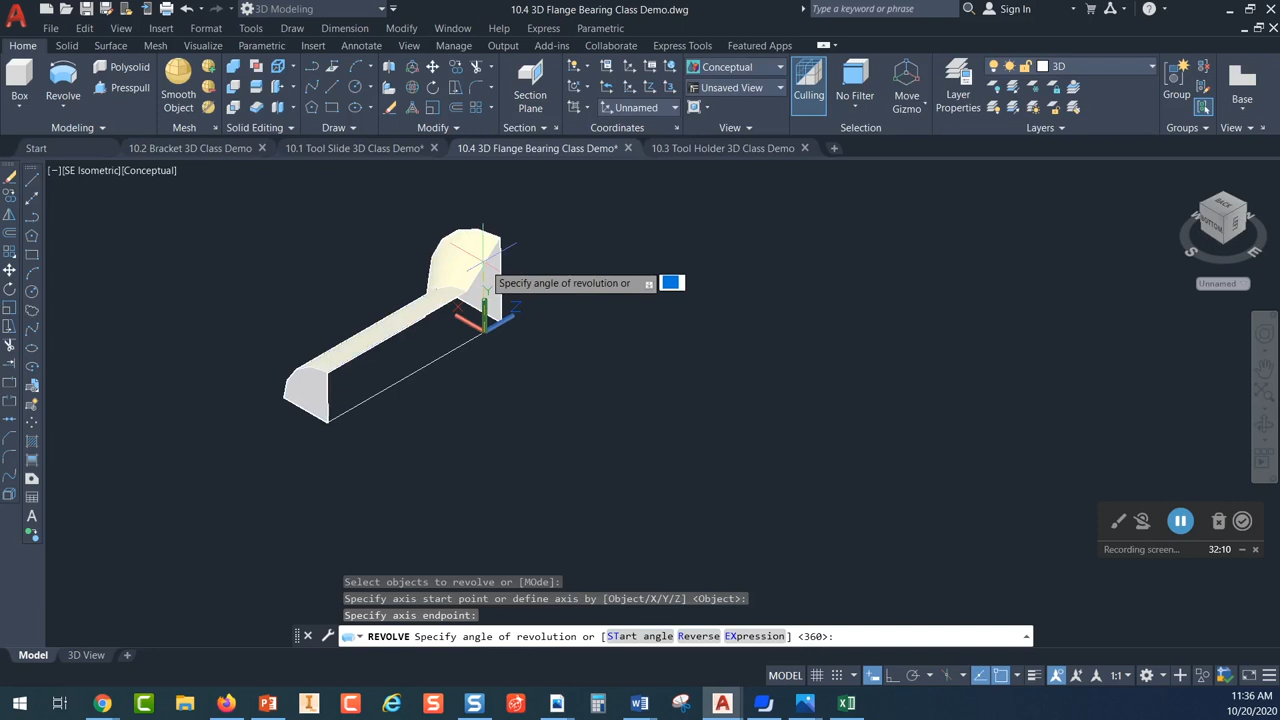 3D Modeling
10.4 3D Flange Bearing Class Demo.dwg
Type a keyword or phrase
Sign In
File Edit View Insert Format Tools Draw Dimension Modify Window Help Express Parametric
Home Solid Surface Mesh Visualize Parametric Insert Annotate View Manage Output Add-ins Collaborate Express Tools Featured Apps
Polysolid
Presspull
Box
Revolve
Smooth
Object
Section
Plane
Conceptual
Unsaved View
Unnamed
Culling
No Filter
Move
Gizmo
Layer
Properties
3D
Group
Base
Modeling
Mesh
Solid Editing
Draw
Modify
Section
Coordinates
View
Selection
Layers
Groups
View
Start
10.2 Bracket 3D Class Demo*
10.1 Tool Slide 3D Class Demo*
10.4 3D Flange Bearing Class Demo*
10.3 Tool Holder 3D Class Demo*
[−][SE Isometric][Conceptual]
BACK
BOTTOM
S
S
E
Unnamed
Specify angle of revolution or
X
Y
Z
Recording screen...
32:10
Select objects to revolve or [MOde]:
Specify axis start point or define axis by [Object/X/Y/Z] <Object>:
Specify axis endpoint:
REVOLVE Specify angle of revolution or [STart angle Reverse EXpression] <360>:
Model
3D View
MODEL
1:1
11:36 AM
10/20/2020